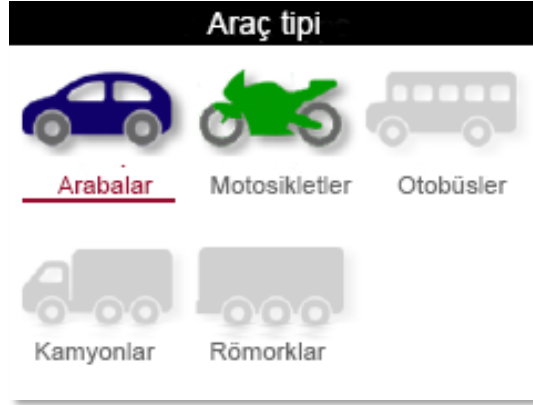 Araç tipi
Arabalar
Motosikletler
Otobüsler
Kamyonlar
Römorklar